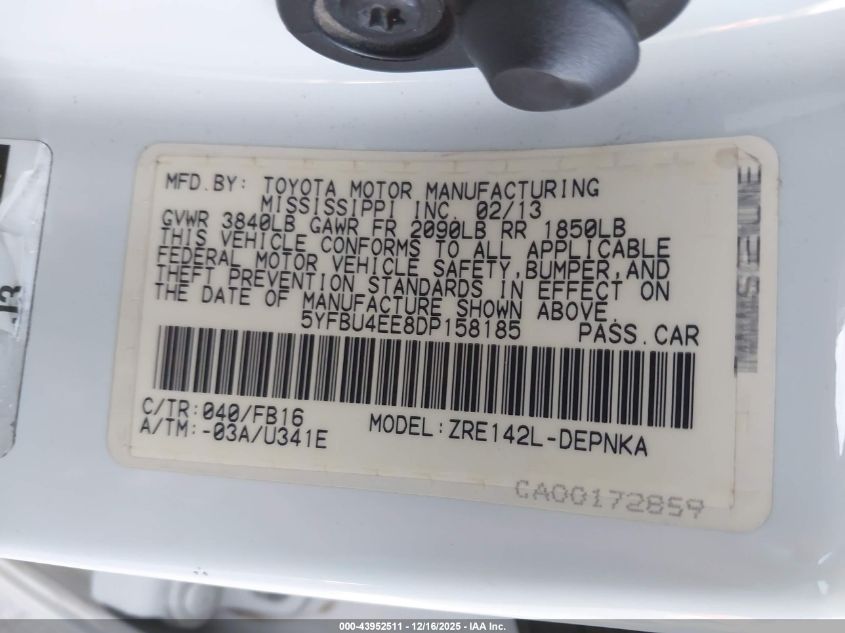 MFD.BY: TOYOTA MOTOR MANUFACTURING
MISSISSIPPI INC. 02/13
GVWR 3840LB GAWR FR 2090LB RR 1850LB
THIS VEHICLE CONFORMS TO ALL APPLICABLE
FEDERAL MOTOR VEHICLE SAFETY,BUMPER,AND
THEFT PREVENTION STANDARDS IN EFFECT ON
THE DATE OF MANUFACTURE SHOWN ABOVE.
5YFBU4EE8DP158185 PASS.CAR
C/TR:040/FB16
A/TM:-03A/U341E
MODEL:ZRE142L-DEPNKA
CA00172859
000-43952511 - 12/16/2025 - IAA Inc.